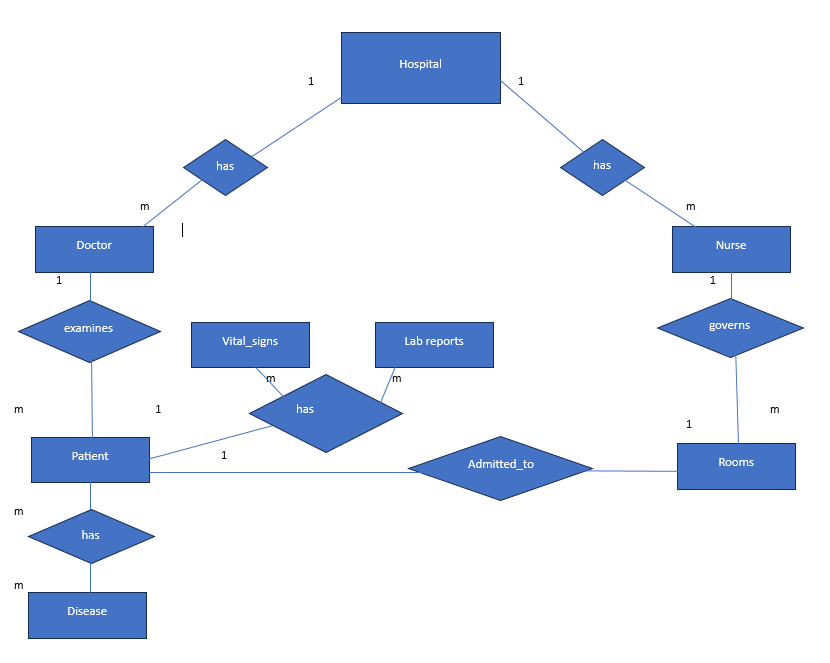 Hospital
1
1
has
has
m
m
Doctor
Nurse
1
1
examines
governs
Vital_signs
Lab reports
m
m
m
1
has
m
1
1
Patient
Admitted_to
Rooms
m
has
m
Disease